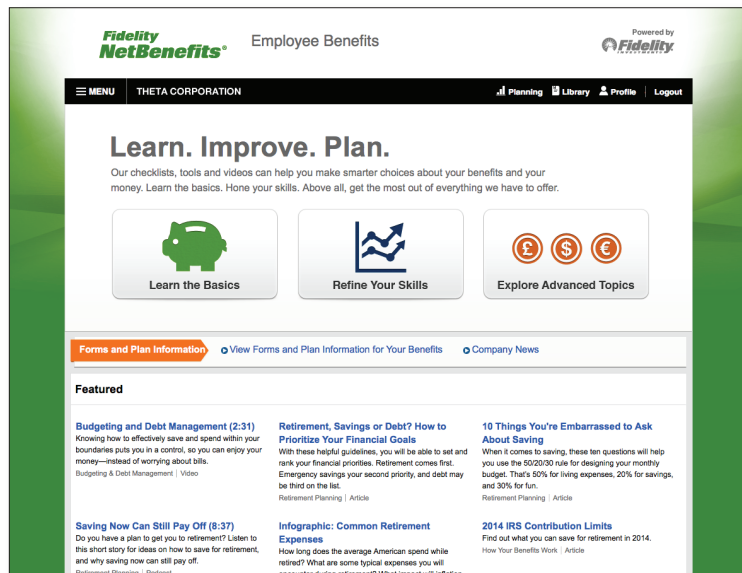 Fidelity
NetBenefits®
Employee Benefits
Powered by
Fidelity
INVESTMENTS
MENU
THETA CORPORATION
Planning
Library
Profile
Logout
Learn. Improve. Plan.
Our checklists, tools and videos can help you make smarter choices about your benefits and your
money. Learn the basics. Hone your skills. Above all, get the most out of everything we have to offer.
£ $ €
Learn the Basics
Refine Your Skills
Explore Advanced Topics
Forms and Plan Information
View Forms and Plan Information for Your Benefits
Company News
Featured
Budgeting and Debt Management (2:31)
Knowing how to effectively save and spend within your
boundaries puts you in a control, so you can enjoy your
money—instead of worrying about bills.
Budgeting & Debt Management | Video
Retirement, Savings or Debt? How to
Prioritize Your Financial Goals
With these helpful guidelines, you will be able to set and
rank your financial priorities. Retirement comes first.
Emergency savings your second priority, and debt may
be third on the list.
Retirement Planning | Article
10 Things You're Embarrassed to Ask
About Saving
When it comes to saving, these ten questions will help
you use the 50/20/30 rule for designing your monthly
budget. That's 50% for living expenses, 20% for savings,
and 30% for fun.
Retirement Planning | Article
Saving Now Can Still Pay Off (8:37)
Do you have a plan to get you to retirement? Listen to
this short story for ideas on how to save for retirement,
and why saving now can still pay off.
Retirement Planning | Podcast
Infographic: Common Retirement
Expenses
How long does the average American spend while
retired? What are some typical expenses you will
encounter during retirement? What impact will inflation
2014 IRS Contribution Limits
Find out what you can save for retirement in 2014.
How Your Benefits Work | Article